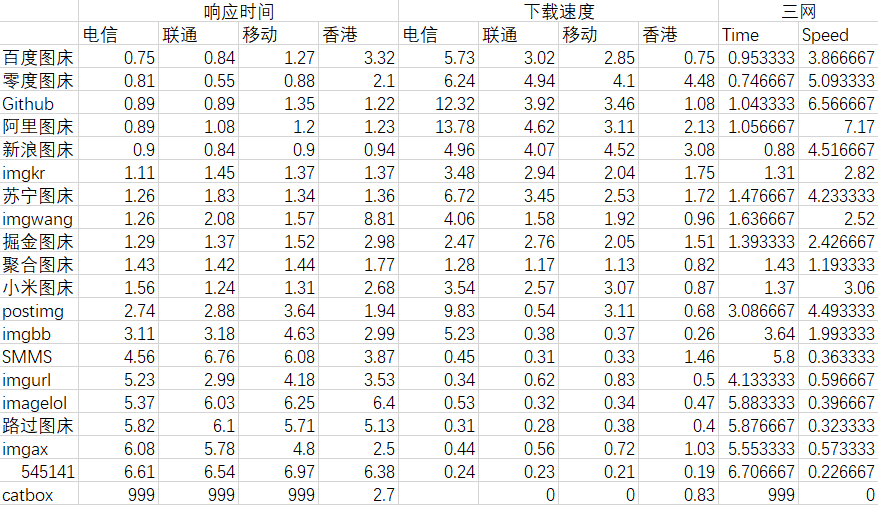 响应时间 下载速度 三网
电信 联通 移动 香港 电信 联通 移动 香港 Time Speed
百度图床 0.75 0.84 1.27 3.32 5.73 3.02 2.85 0.75 0.953333 3.866667
零度图床 0.81 0.55 0.88 2.1 6.24 4.94 4.1 4.48 0.746667 5.093333
Github 0.89 0.89 1.35 1.22 12.32 3.92 3.46 1.08 1.043333 6.566667
阿里图床 0.89 1.08 1.2 1.23 13.78 4.62 3.11 2.13 1.056667 7.17
新浪图床 0.9 0.84 0.9 0.94 4.96 4.07 4.52 3.08 0.88 4.516667
imgkr 1.11 1.45 1.37 1.37 3.48 2.94 2.04 1.75 1.31 2.82
苏宁图床 1.26 1.83 1.34 1.36 6.72 3.45 2.53 1.72 1.476667 4.233333
imgwang 1.26 2.08 1.57 8.81 4.06 1.58 1.92 0.96 1.636667 2.52
掘金图床 1.29 1.37 1.52 2.98 2.47 2.76 2.05 1.51 1.393333 2.426667
聚合图床 1.43 1.42 1.44 1.77 1.28 1.17 1.13 0.82 1.43 1.193333
小米图床 1.56 1.24 1.31 2.68 3.54 2.57 3.07 0.87 1.37 3.06
postimg 2.74 2.88 3.64 1.94 9.83 0.54 3.11 0.68 3.086667 4.493333
imgbb 3.11 3.18 4.63 2.99 5.23 0.38 0.37 0.26 3.64 1.993333
SMMS 4.56 6.76 6.08 3.87 0.45 0.31 0.33 1.46 5.8 0.363333
imgurl 5.23 2.99 4.18 3.53 0.34 0.62 0.83 0.5 4.133333 0.596667
imagelol 5.37 6.03 6.25 6.4 0.53 0.32 0.34 0.47 5.883333 0.396667
路过图床 5.82 6.1 5.71 5.13 0.31 0.28 0.38 0.4 5.876667 0.323333
imgax 6.08 5.78 4.8 2.5 0.44 0.56 0.72 1.03 5.553333 0.573333
545141 6.61 6.54 6.97 6.38 0.24 0.23 0.21 0.19 6.706667 0.226667
catbox 999 999 999 2.7 0 0 0.83 999 0